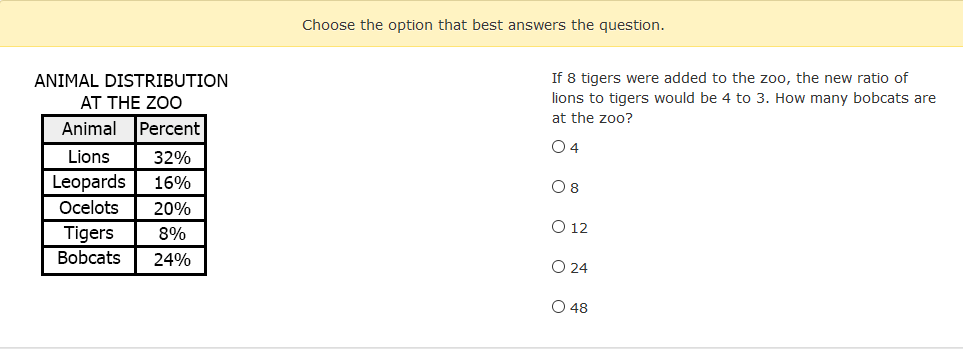 Choose the option that best answers the question.
ANIMAL DISTRIBUTION
AT THE ZOO
Animal Percent
Lions 32%
Leopards 16%
Ocelots 20%
Tigers 8%
Bobcats 24%
If 8 tigers were added to the zoo, the new ratio of
lions to tigers would be 4 to 3. How many bobcats are
at the zoo?
4
8
12
24
48